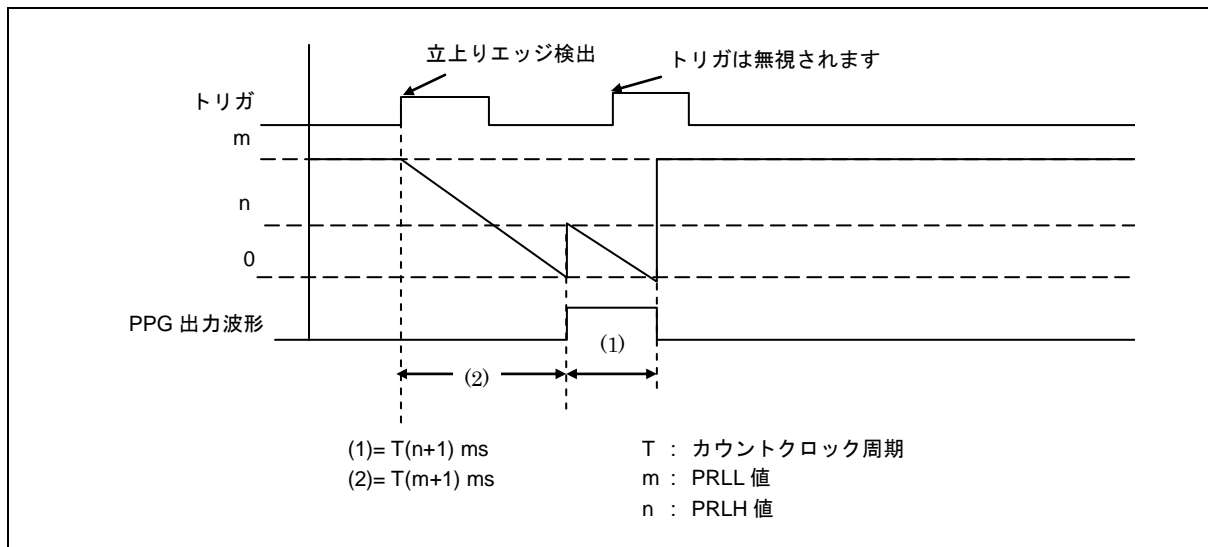 立上りエッジ検出
トリガは無視されます
トリガ
m
n
0
PPG 出力波形
(1)
(2)
(1)= T(n+1) ms
(2)= T(m+1) ms
T : カウントクロック周期
m : PRLL 値
n : PRLH 値